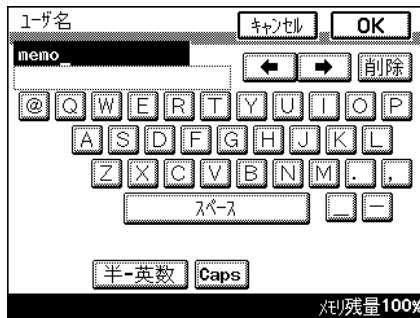 ユーザ名 ｷｬﾝｾﾙ OK
memo_
← → 削除
@ Q W E R T Y U I O P
A S D F G H J K L
Z X C V B N M . ,
ｽﾍﾟｰｽ _ －
半-英数 Caps
ﾒﾓﾘ残量100%